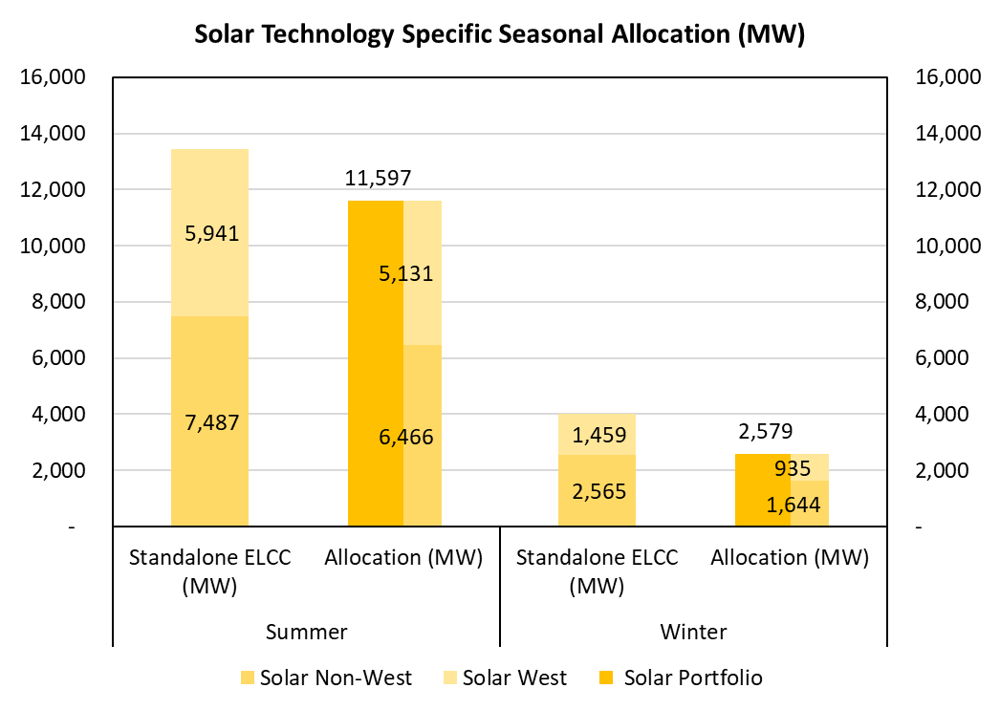 Solar Technology Specific Seasonal Allocation (MW)
16,000
14,000
12,000
10,000
8,000
6,000
4,000
2,000
-
5,941
7,487
11,597
5,131
6,466
1,459
2,565
2,579
935
1,644
16,000
14,000
12,000
10,000
8,000
6,000
4,000
2,000
-
Standalone ELCC
(MW)
Allocation (MW)
Standalone ELCC
(MW)
Allocation (MW)
Summer
Winter
Solar Non-West
Solar West
Solar Portfolio